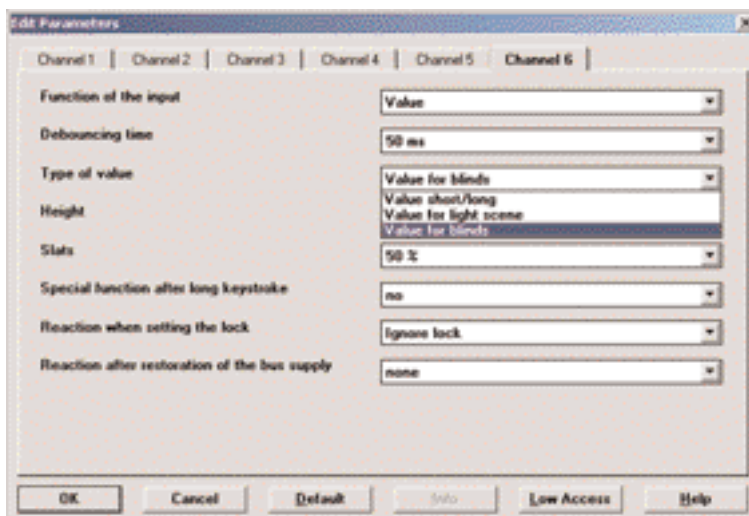 Edit Parameters
Channel 1 Channel 2 Channel 3 Channel 4 Channel 5 Channel 6
Function of the input Value
Debouncing time 50 ms
Type of value Value for blinds
Value short/long
Height Value for light scene
Value for blinds
Slats 50 %
Special function after long keystroke no
Reaction when setting the lock Ignore lock
Reaction after restoration of the bus supply none
OK Cancel Default Info Low Access Help